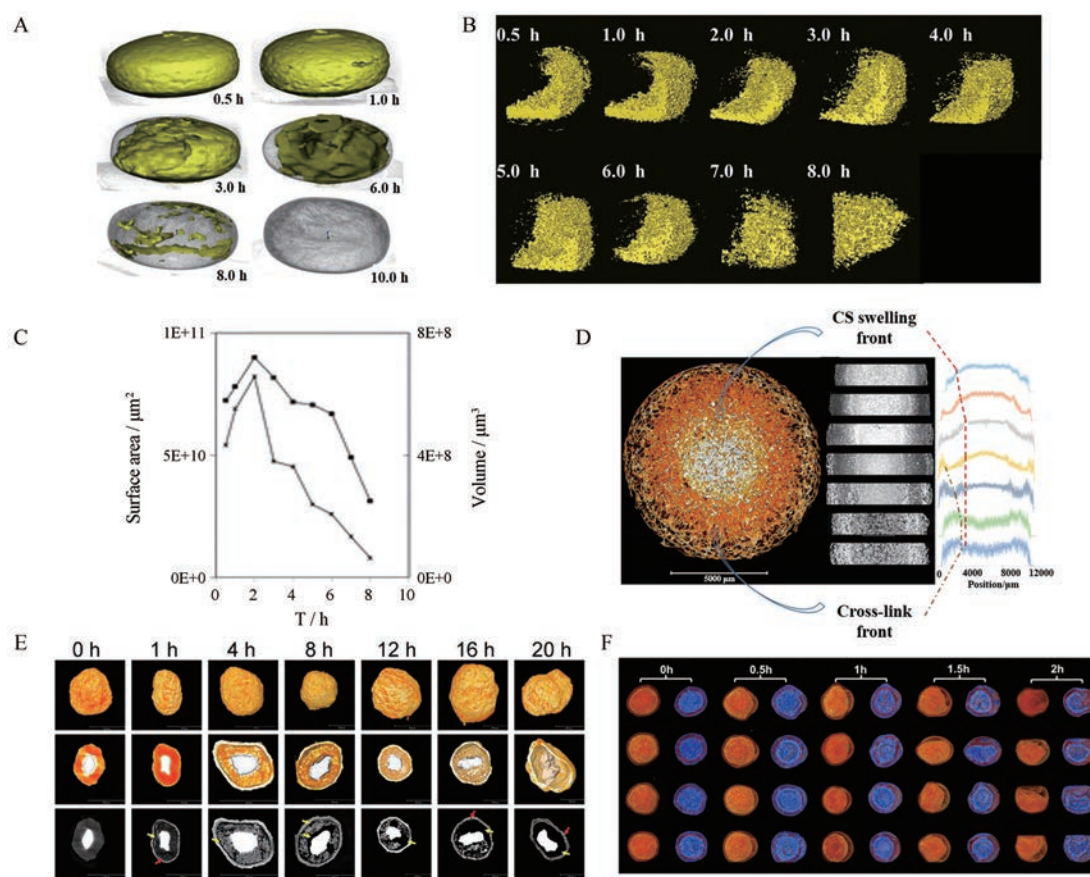 A
0.5 h
1.0 h
3.0 h
6.0 h
8.0 h
10.0 h
B
0.5 h
1.0 h
2.0 h
3.0 h
4.0 h
5.0 h
6.0 h
7.0 h
8.0 h
C
1E+11
8E+8
5E+10
4E+8
0E+0
0E+0
0
2
4
6
8
10
Surface area / μm²
Volume / μm³
T / h
D
CS swelling
front
5000 μm
0
4000
8000
12000
Position/μm
Cross-link
front
E
0 h
1 h
4 h
8 h
12 h
16 h
20 h
F
0h
0.5h
1h
1.5h
2h